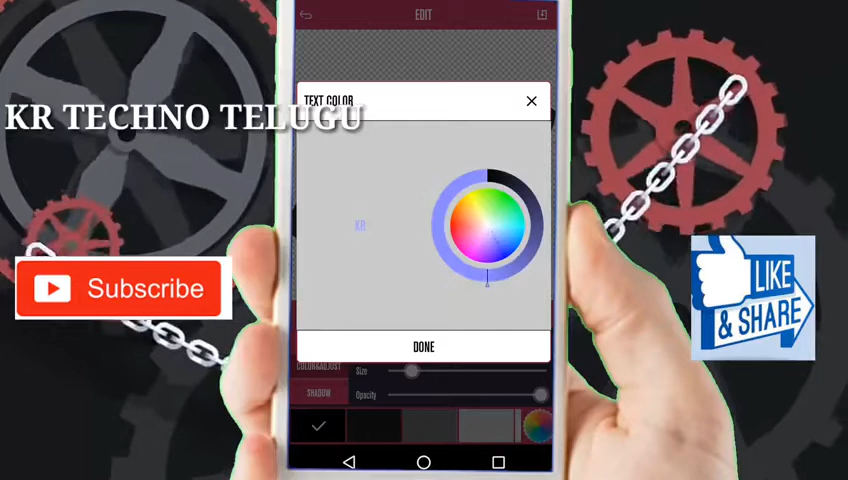 EDIT
TEXT COLOR
KR TECHNO TELUGU
KR
Subscribe
LIKE
& SHARE
DONE
COLOR&ADJUST
Size
SHADOW
Opacity